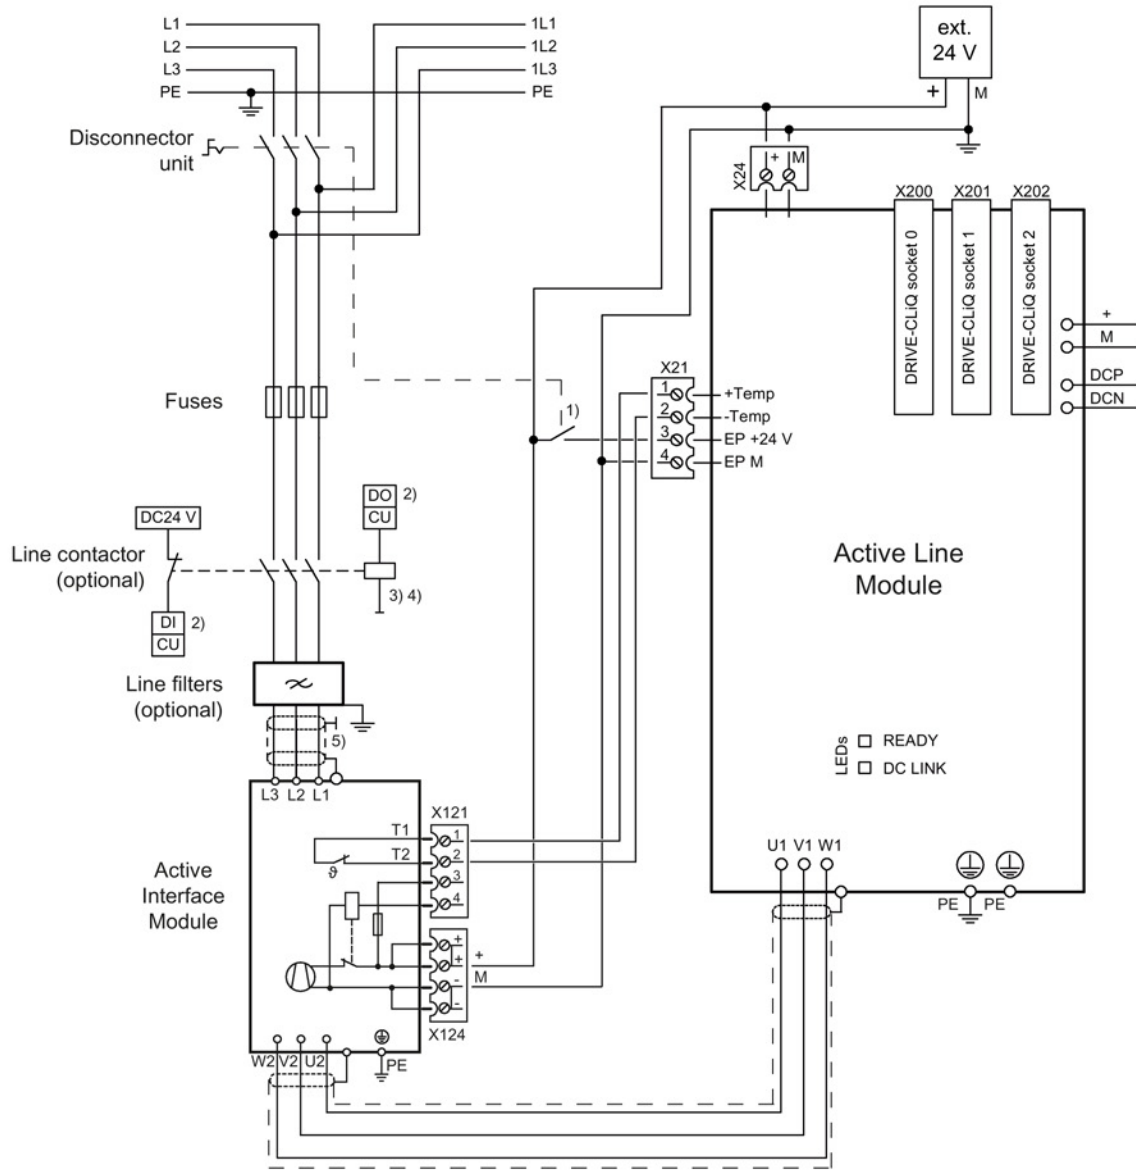 L1
L2
L3
PE
1L1
1L2
1L3
PE
ext.
24 V
+
M
Disconnector
unit
X24
+
M
X200
X201
X202
DRIVE-CLiQ socket 0
DRIVE-CLiQ socket 1
DRIVE-CLiQ socket 2
+
M
DCP
DCN
Fuses
X21
1
2
3
4
+Temp
-Temp
EP +24 V
EP M
1)
DC24 V
DO
CU
2)
Line contactor
(optional)
3) 4)
DI
CU
2)
Active Line
Module
Line filters
(optional)
5)
LEDs
READY
DC LINK
L3
L2
L1
X121
T1
T2
ϑ
1
2
3
4
Active
Interface
Module
+
+
-
-
+
M
X124
W2
V2
U2
PE
U1
V1
W1
PE
PE